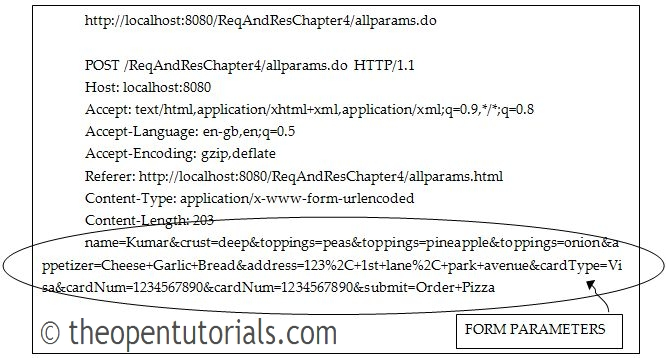 http://localhost:8080/ReqAndResChapter4/allparams.do
POST /ReqAndResChapter4/allparams.do HTTP/1.1
Host: localhost:8080
Accept: text/html,application/xhtml+xml,application/xml;q=0.9,*/*;q=0.8
Accept-Language: en-gb,en;q=0.5
Accept-Encoding: gzip,deflate
Referer: http://localhost:8080/ReqAndResChapter4/allparams.html
Content-Type: application/x-www-form-urlencoded
Content-Length: 203
name=Kumar&crust=deep&toppings=peas&toppings=pineapple&toppings=onion&a
ppetizer=Cheese+Garlic+Bread&address=123%2C+1st+lane%2C+park+avenue&cardType=Vi
sa&cardNum=1234567890&cardNum=1234567890&submit=Order+Pizza
© theopentutorials.com
FORM PARAMETERS